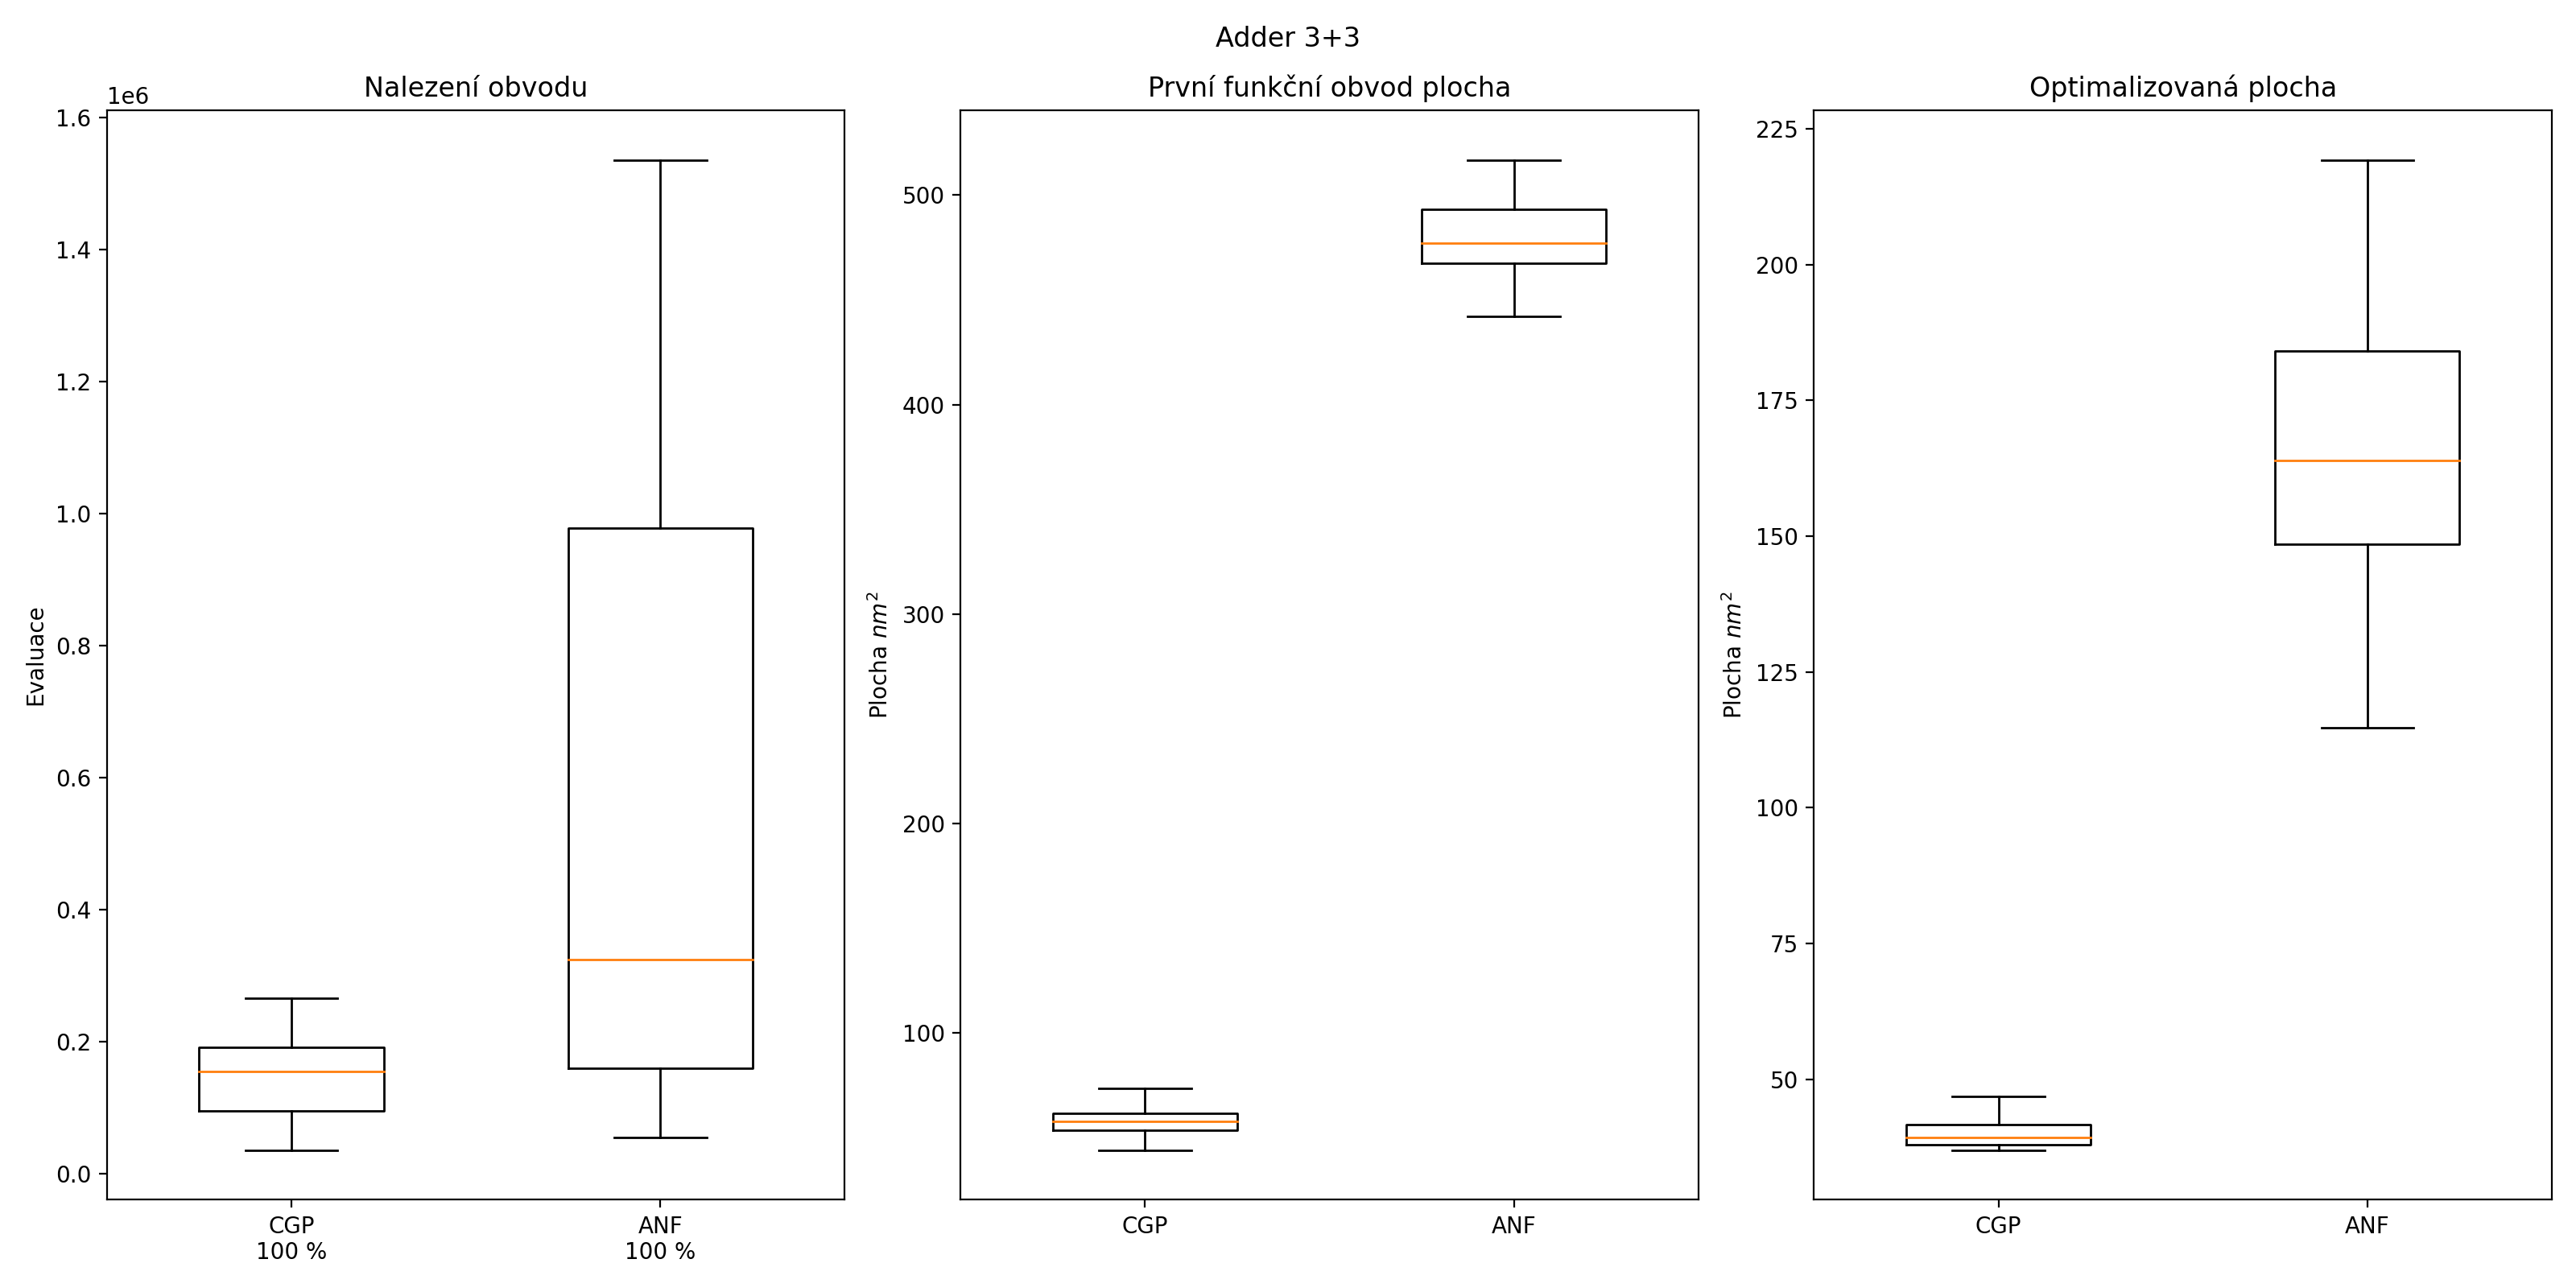 Adder 3+3
Nalezení obvodu
1e6
1.6
1.4
1.2
1.0
0.8
0.6
0.4
0.2
0.0
Evaluace
CGP
100 %
ANF
100 %
První funkční obvod plocha
500
400
300
200
100
Plocha nm²
CGP
ANF
Optimalizovaná plocha
225
200
175
150
125
100
75
50
Plocha nm²
CGP
ANF